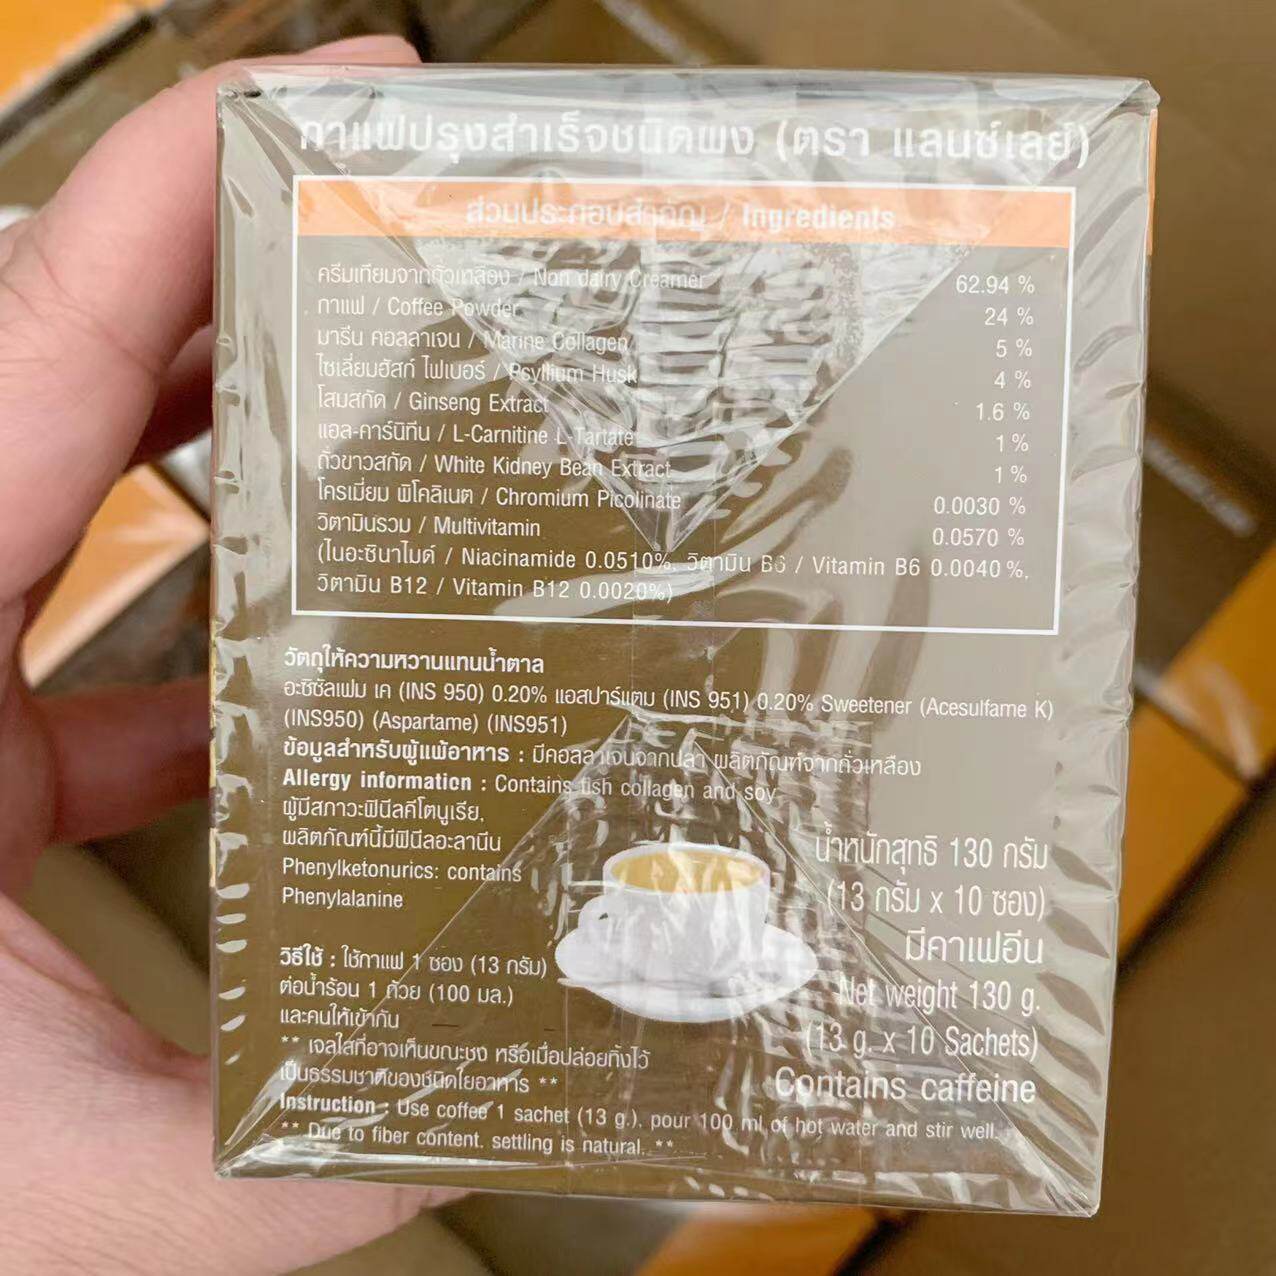 กาแฟปรุงสำเร็จชนิดผง (ตรา แลนซ์เลย์)
ส่วนประกอบสำคัญ / Ingredients
ครีมเทียมจากถั่วเหลือง / Non dairy Creamer 62.94 %
กาแฟ / Coffee Powder 24 %
มารีน คอลลาเจน / Marine Collagen 5 %
ไซเลี่ยมฮัสก์ ไฟเบอร์ / Psyllium Husk 4 %
โสมสกัด / Ginseng Extract 1.6 %
แอล-คาร์นิทีน / L-Carnitine L-Tartate 1 %
ถั่วขาวสกัด / White Kidney Bean Extract 1 %
โครเมี่ยม พิโคลิเนต / Chromium Picolinate 0.0030 %
วิตามินรวม / Multivitamin 0.0570 %
(ไนอะซินาไมด์ / Niacinamide 0.0510%, วิตามิน B6 / Vitamin B6 0.0040 %,
วิตามิน B12 / Vitamin B12 0.0020%)
วัตถุให้ความหวานแทนน้ำตาล
อะซิซัลเฟม เค (INS 950) 0.20% แอสปาร์แตม (INS 951) 0.20% Sweetener (Acesulfame K)
(INS950) (Aspartame) (INS951)
ข้อมูลสำหรับผู้แพ้อาหาร : มีคอลลาเจนจากปลา ผลิตภัณฑ์จากถั่วเหลือง
Allergy information : Contains fish collagen and soy
ผู้มีสภาวะฟินิลคีโตนูเรีย,
ผลิตภัณฑ์นี้มีฟินิลอะลานีน
Phenylketonurics: contains
Phenylalanine
น้ำหนักสุทธิ 130 กรัม
(13 กรัม x 10 ซอง)
มีคาเฟอีน
Net weight 130 g.
(13 g. x 10 Sachets)
Contains caffeine
วิธีใช้ : ใช้กาแฟ 1 ซอง (13 กรัม)
ต่อน้ำร้อน 1 ถ้วย (100 มล.)
และคนให้เข้ากัน
** เจลใสที่อาจเห็นขณะชง หรือเมื่อปล่อยทิ้งไว้
เป็นธรรมชาติของชนิดใยอาหาร **
Instruction : Use coffee 1 sachet (13 g.), pour 100 ml of hot water and stir well.
** Due to fiber content. settling is natural. **